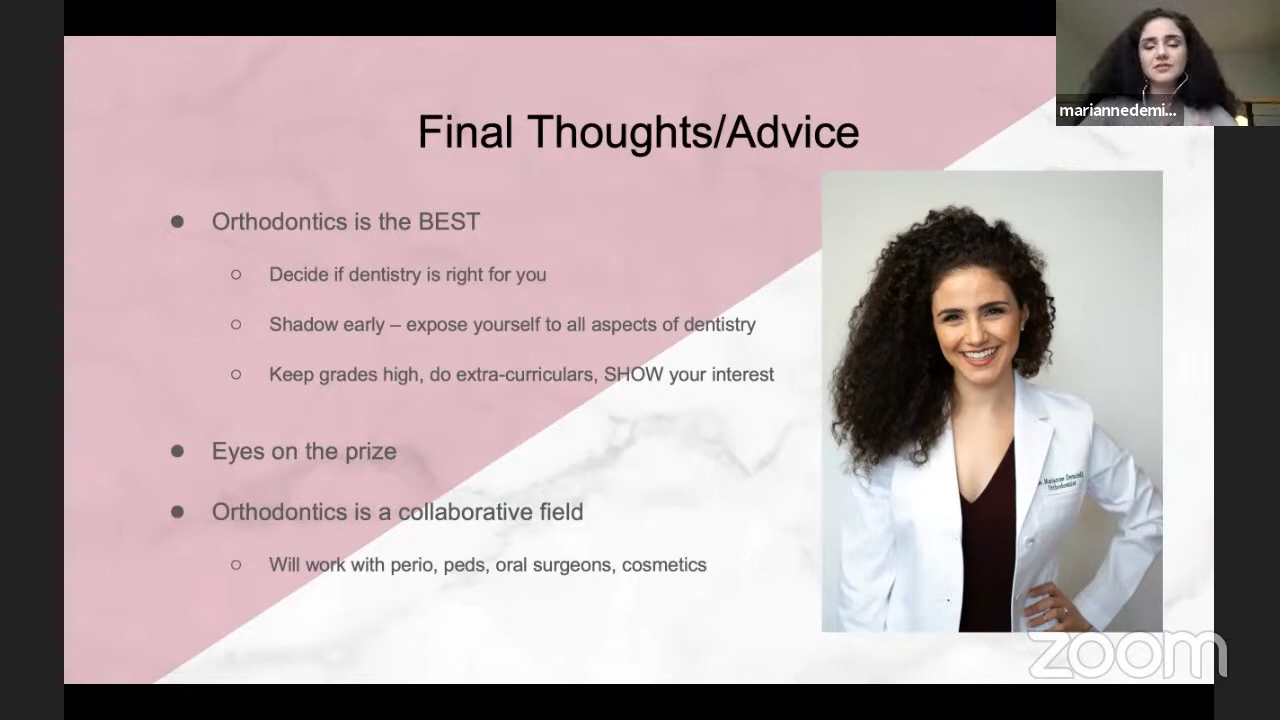 mariannedemi...
Final Thoughts/Advice
● Orthodontics is the BEST
○ Decide if dentistry is right for you
○ Shadow early – expose yourself to all aspects of dentistry
○ Keep grades high, do extra-curriculars, SHOW your interest
● Eyes on the prize
● Orthodontics is a collaborative field
○ Will work with perio, peds, oral surgeons, cosmetics
Marianne
Orthodontist
zoom